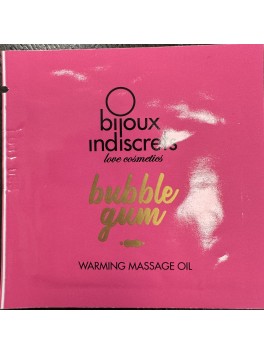 bijoux
indiscrets
love cosmetics
bubble
gum
WARMING MASSAGE OIL